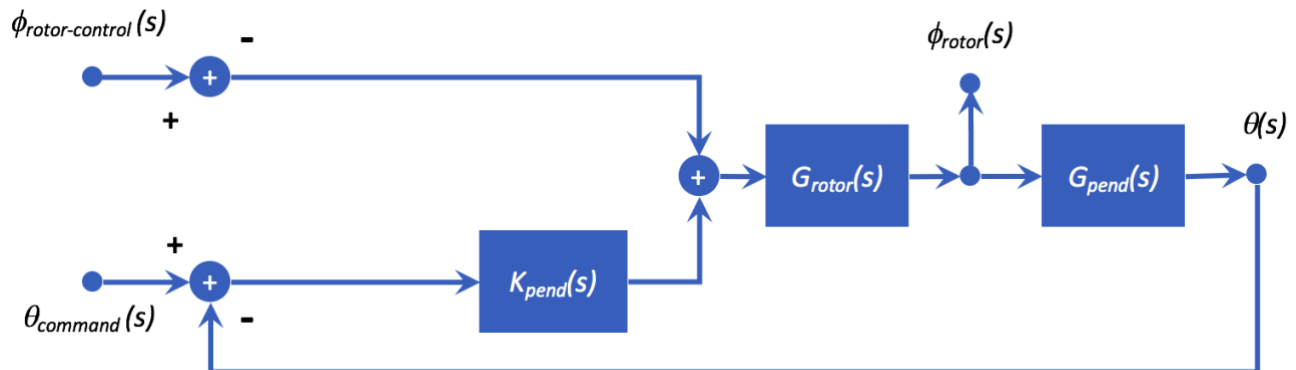 ϕrotor-control(s)
-
+
+
ϕrotor(s)
θ(s)
+
Grotor(s)
Gpend(s)
+
+
Kpend(s)
θcommand(s)
-